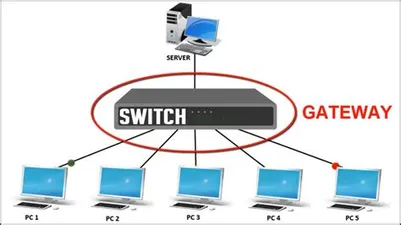 SERVER
SWITCH
GATEWAY
PC 1
PC 2
PC 3
PC 4
PC 5